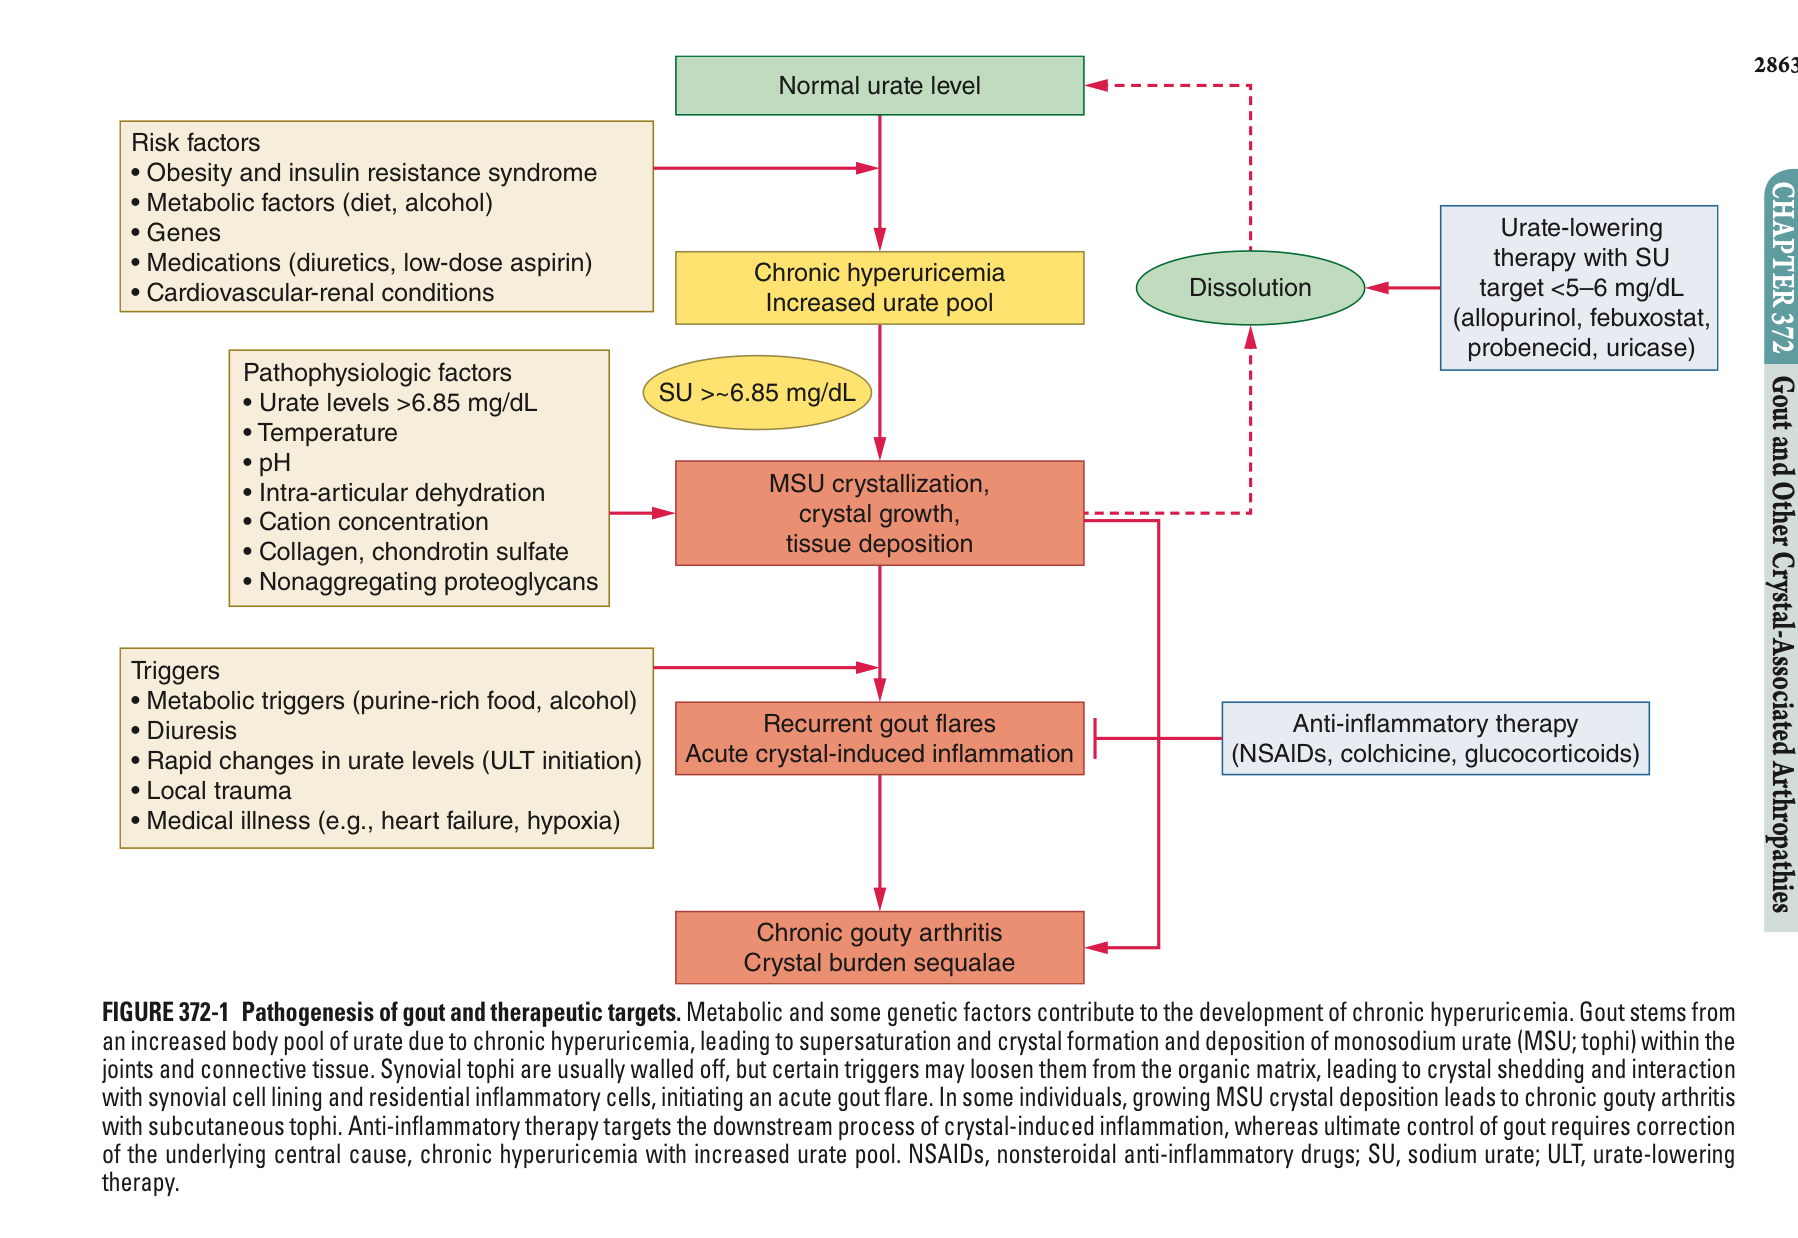 2863
Normal urate level
Risk factors
• Obesity and insulin resistance syndrome
• Metabolic factors (diet, alcohol)
• Genes
• Medications (diuretics, low-dose aspirin)
• Cardiovascular-renal conditions
Chronic hyperuricemia
Increased urate pool
Dissolution
Urate-lowering
therapy with SU
target <5–6 mg/dL
(allopurinol, febuxostat,
probenecid, uricase)
Pathophysiologic factors
• Urate levels >6.85 mg/dL
• Temperature
• pH
• Intra-articular dehydration
• Cation concentration
• Collagen, chondrotin sulfate
• Nonaggregating proteoglycans
SU >~6.85 mg/dL
MSU crystallization,
crystal growth,
tissue deposition
Triggers
• Metabolic triggers (purine-rich food, alcohol)
• Diuresis
• Rapid changes in urate levels (ULT initiation)
• Local trauma
• Medical illness (e.g., heart failure, hypoxia)
Recurrent gout flares
Acute crystal-induced inflammation
Anti-inflammatory therapy
(NSAIDs, colchicine, glucocorticoids)
Chronic gouty arthritis
Crystal burden sequalae
CHAPTER 372
Gout and Other Crystal-Associated Arthropathies
FIGURE 372-1 Pathogenesis of gout and therapeutic targets. Metabolic and some genetic factors contribute to the development of chronic hyperuricemia. Gout stems from
an increased body pool of urate due to chronic hyperuricemia, leading to supersaturation and crystal formation and deposition of monosodium urate (MSU; tophi) within the
joints and connective tissue. Synovial tophi are usually walled off, but certain triggers may loosen them from the organic matrix, leading to crystal shedding and interaction
with synovial cell lining and residential inflammatory cells, initiating an acute gout flare. In some individuals, growing MSU crystal deposition leads to chronic gouty arthritis
with subcutaneous tophi. Anti-inflammatory therapy targets the downstream process of crystal-induced inflammation, whereas ultimate control of gout requires correction
of the underlying central cause, chronic hyperuricemia with increased urate pool. NSAIDs, nonsteroidal anti-inflammatory drugs; SU, sodium urate; ULT, urate-lowering
therapy.